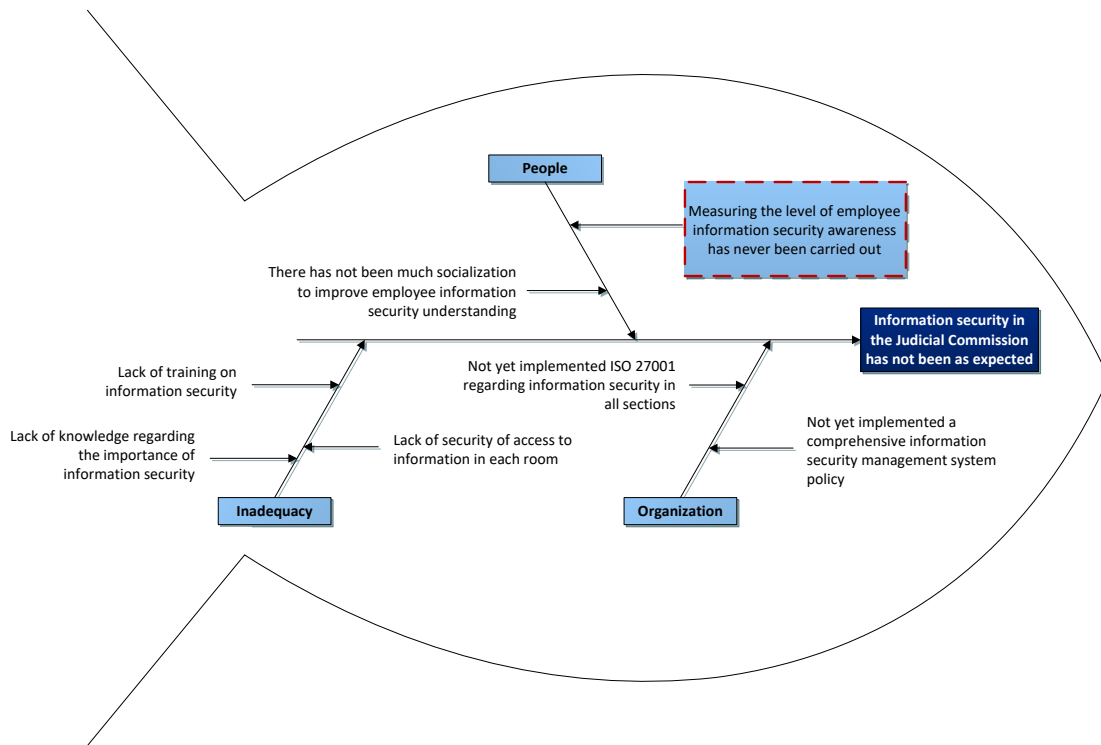 People
Measuring the level of employee
information security awareness
has never been carried out
There has not been much socialization
to improve employee information
security understanding
Information security in
the Judicial Commission
has not been as expected
Lack of training on
information security
Not yet implemented ISO 27001
regarding information security in
all sections
Lack of knowledge regarding
the importance of
information security
Lack of security of access to
information in each room
Not yet implemented a
comprehensive information
security management system
policy
Inadequacy
Organization